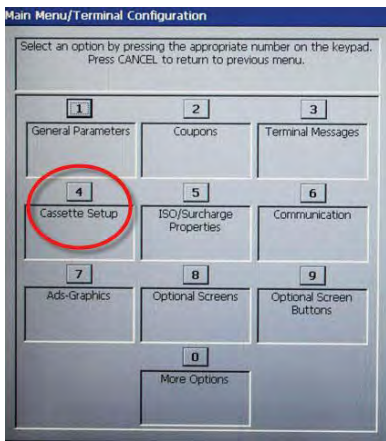 Main Menu/Terminal Configuration
Select an option by pressing the appropriate number on the keypad.
Press CANCEL to return to previous menu.
1 2 3
General Parameters Coupons Terminal Messages
4 5 6
Cassette Setup ISO/Surcharge Communication
Properties
7 8 9
Ads-Graphics Optional Screens Optional Screen
Buttons
0
More Options